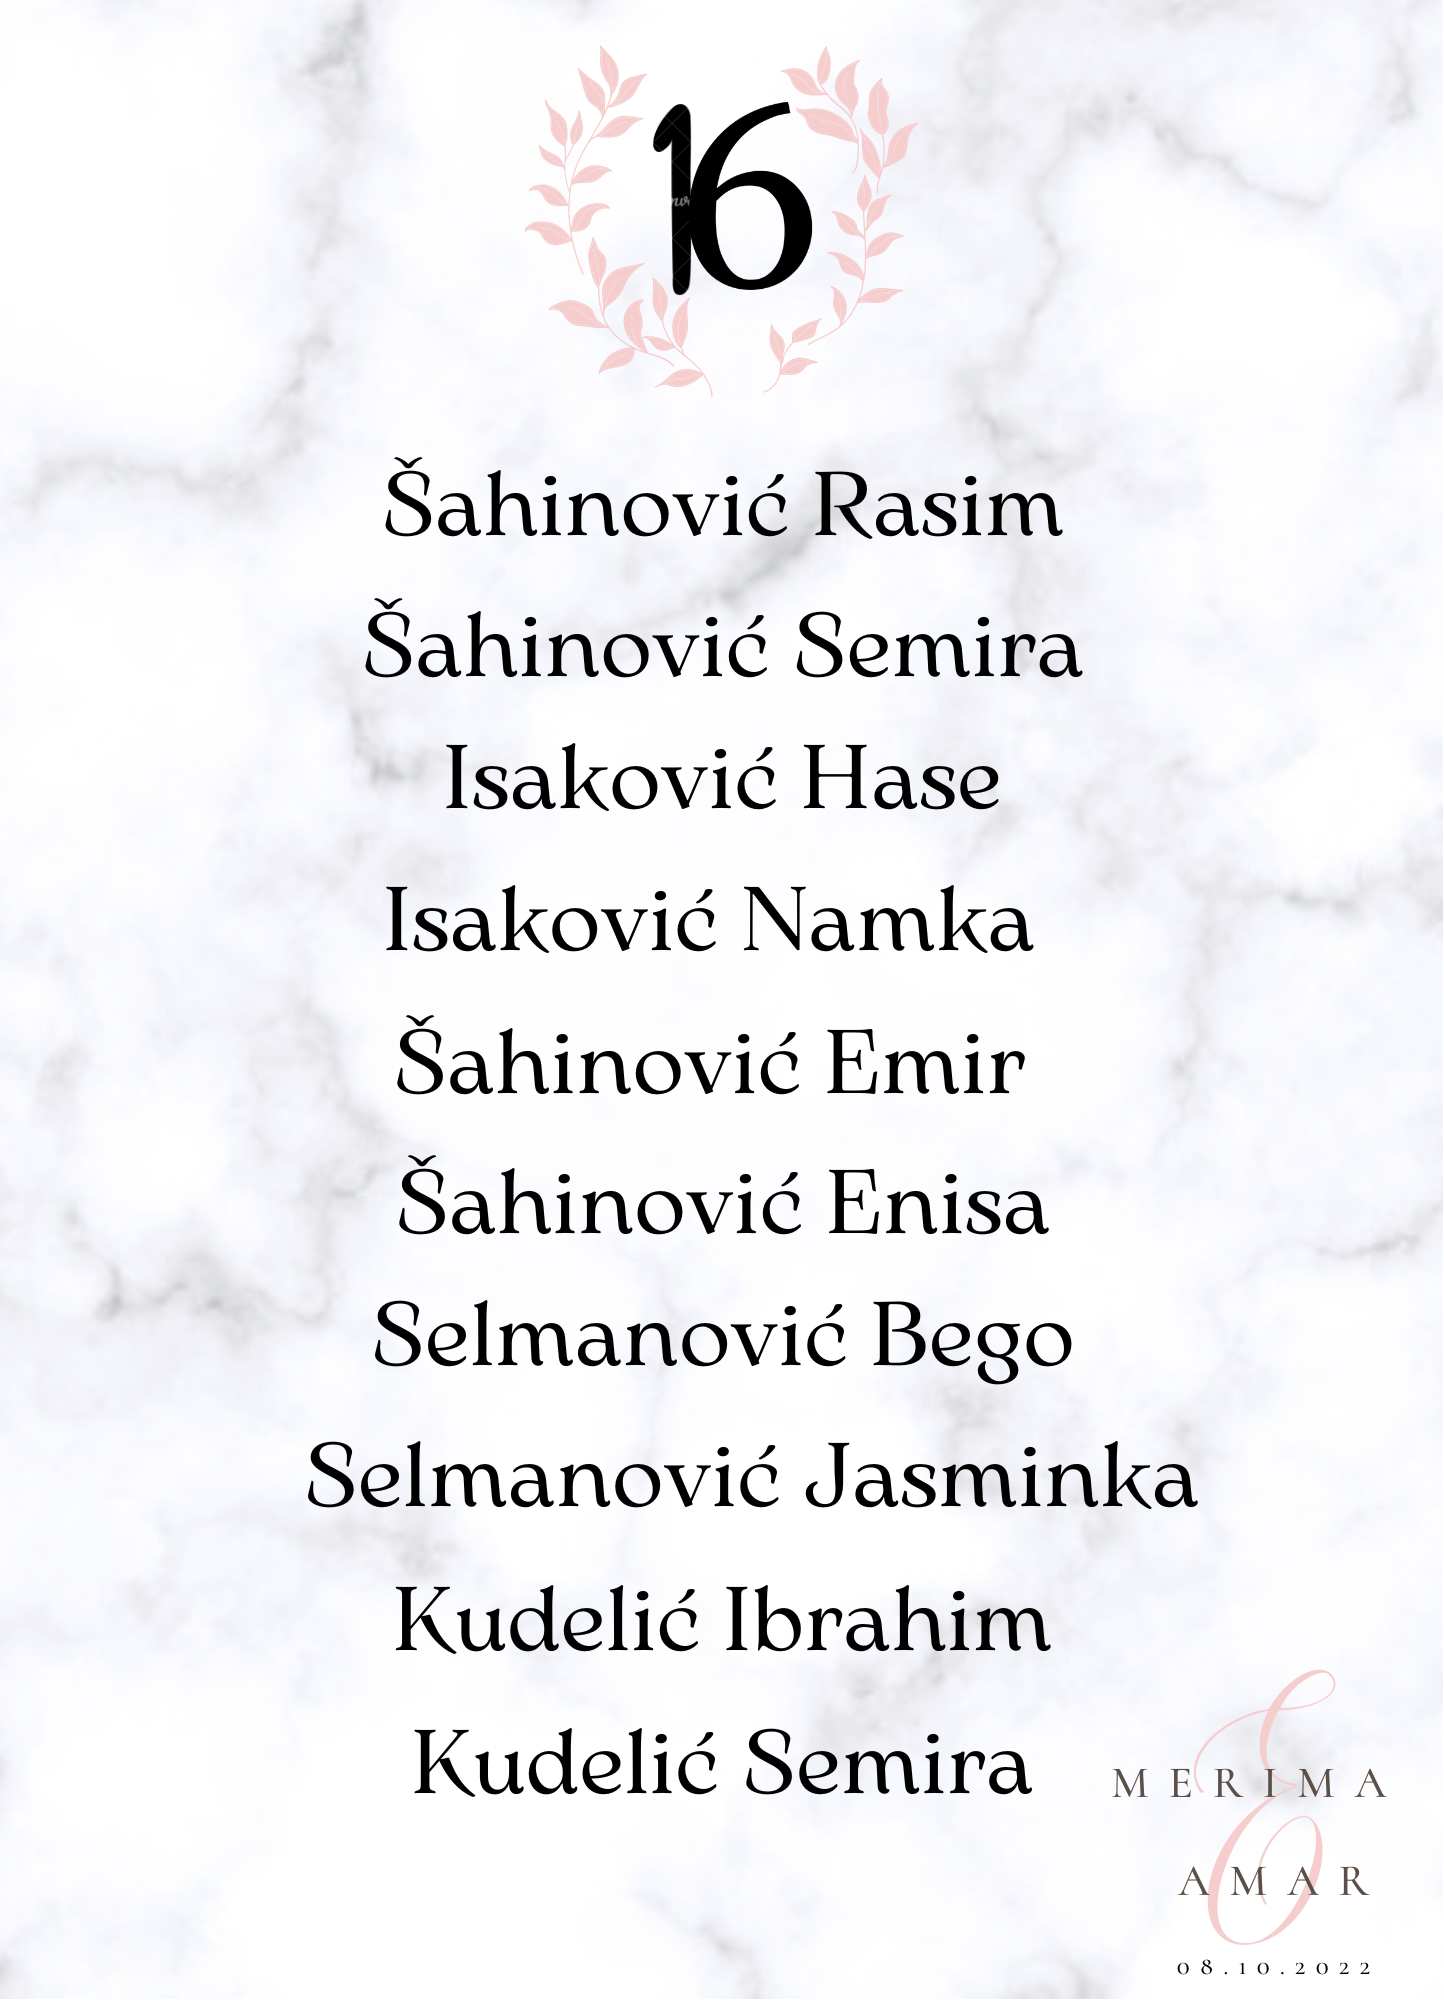 16
Šahinović Rasim
Šahinović Semira
Isaković Hase
Isaković Namka
Šahinović Emir
Šahinović Enisa
Selmanović Bego
Selmanović Jasminka
Kudelić Ibrahim
Kudelić Semira
&
MERIMA
AMAR
08.10.2022